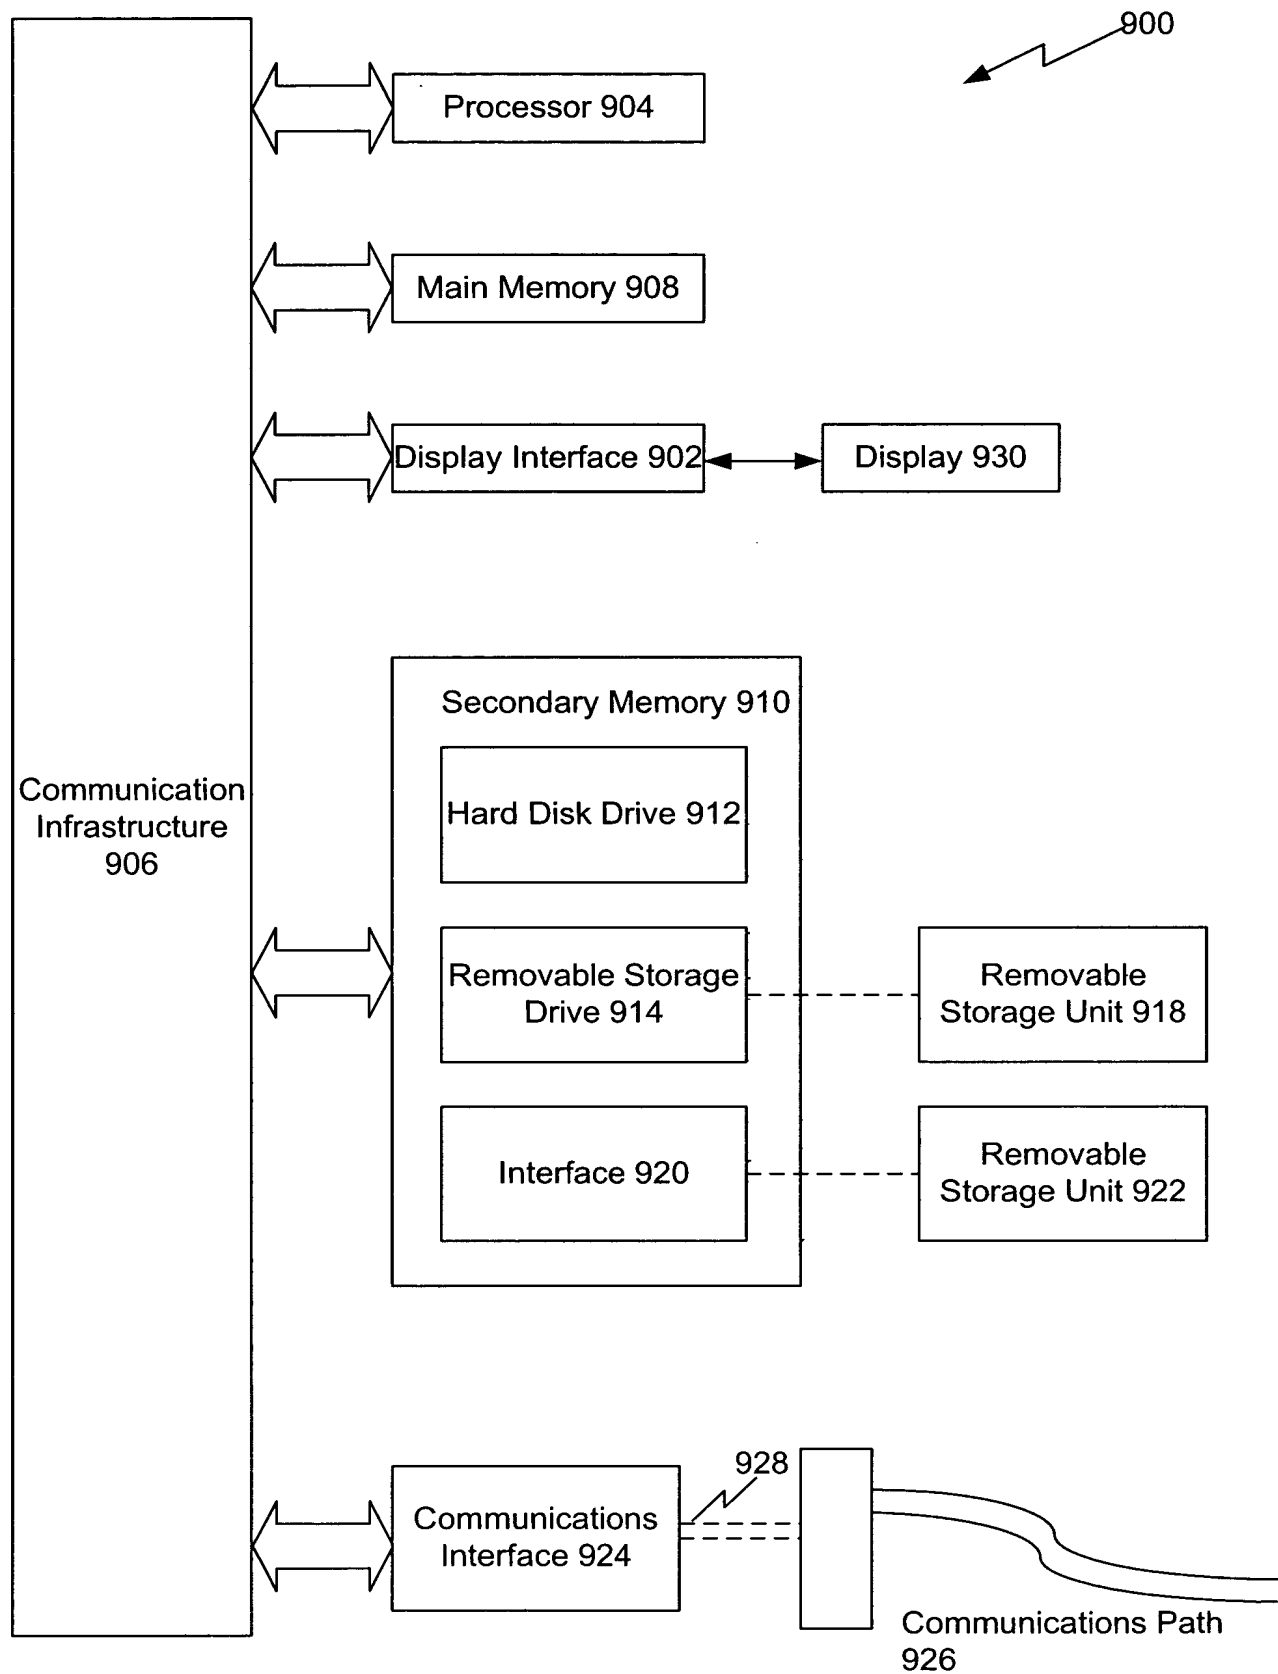 900
Processor 904
Main Memory 908
Display Interface 902
Display 930
Secondary Memory 910
Hard Disk Drive 912
Communication
Infrastructure
906
Removable Storage
Drive 914
Removable
Storage Unit 918
Interface 920
Removable
Storage Unit 922
928
Communications
Interface 924
Communications Path
926